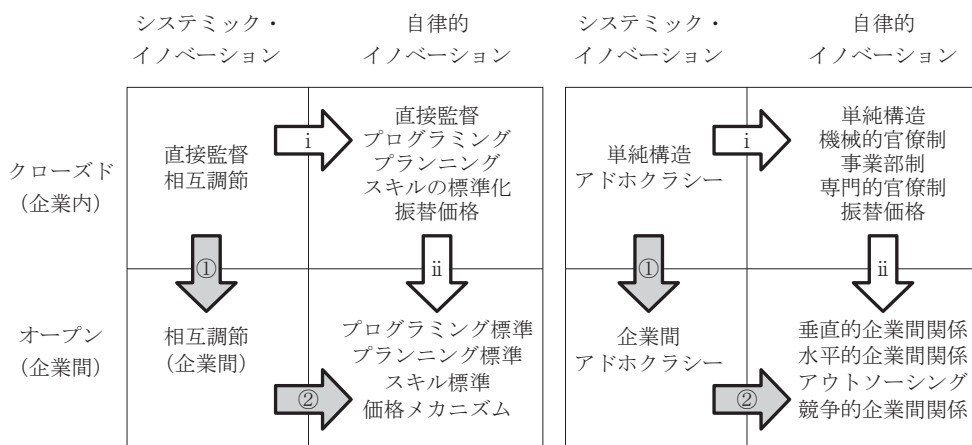 システミック・
イノベーション
自律的
イノベーション
システミック・
イノベーション
自律的
イノベーション
クローズド
(企業内)
直接監督
相互調節
i
直接監督
プログラミング
プランニング
スキルの標準化
振替価格
単純構造
アドホクラシー
i
単純構造
機械的官僚制
事業部制
専門的官僚制
振替価格
①
ii
①
ii
オープン
(企業間)
相互調節
(企業間)
②
プログラミング標準
プランニング標準
スキル標準
価格メカニズム
企業間
アドホクラシー
②
垂直的企業間関係
水平的企業間関係
アウトソーシング
競争的企業間関係